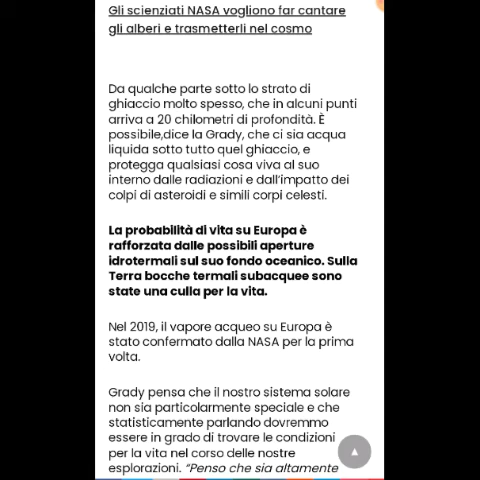 Gli scienziati NASA vogliono far cantare
gli alberi e trasmetterli nel cosmo
Da qualche parte sotto lo strato di
ghiaccio molto spesso, che in alcuni punti
arriva a 20 chilometri di profondità. È
possibile,dice la Grady, che ci sia acqua
liquida sotto tutto quel ghiaccio, e
protegga qualsiasi cosa viva al suo
interno dalle radiazioni e dall’impatto dei
colpi di asteroidi e simili corpi celesti.
La probabilità di vita su Europa è
rafforzata dalle possibili aperture
idrotermali sul suo fondo oceanico. Sulla
Terra bocche termali subacquee sono
state una culla per la vita.
Nel 2019, il vapore acqueo su Europa è
stato confermato dalla NASA per la prima
volta.
Grady pensa che il nostro sistema solare
non sia particolarmente speciale e che
statisticamente parlando dovremmo
essere in grado di trovare le condizioni
per la vita nel corso delle nostre
esplorazioni. “Penso che sia altamente